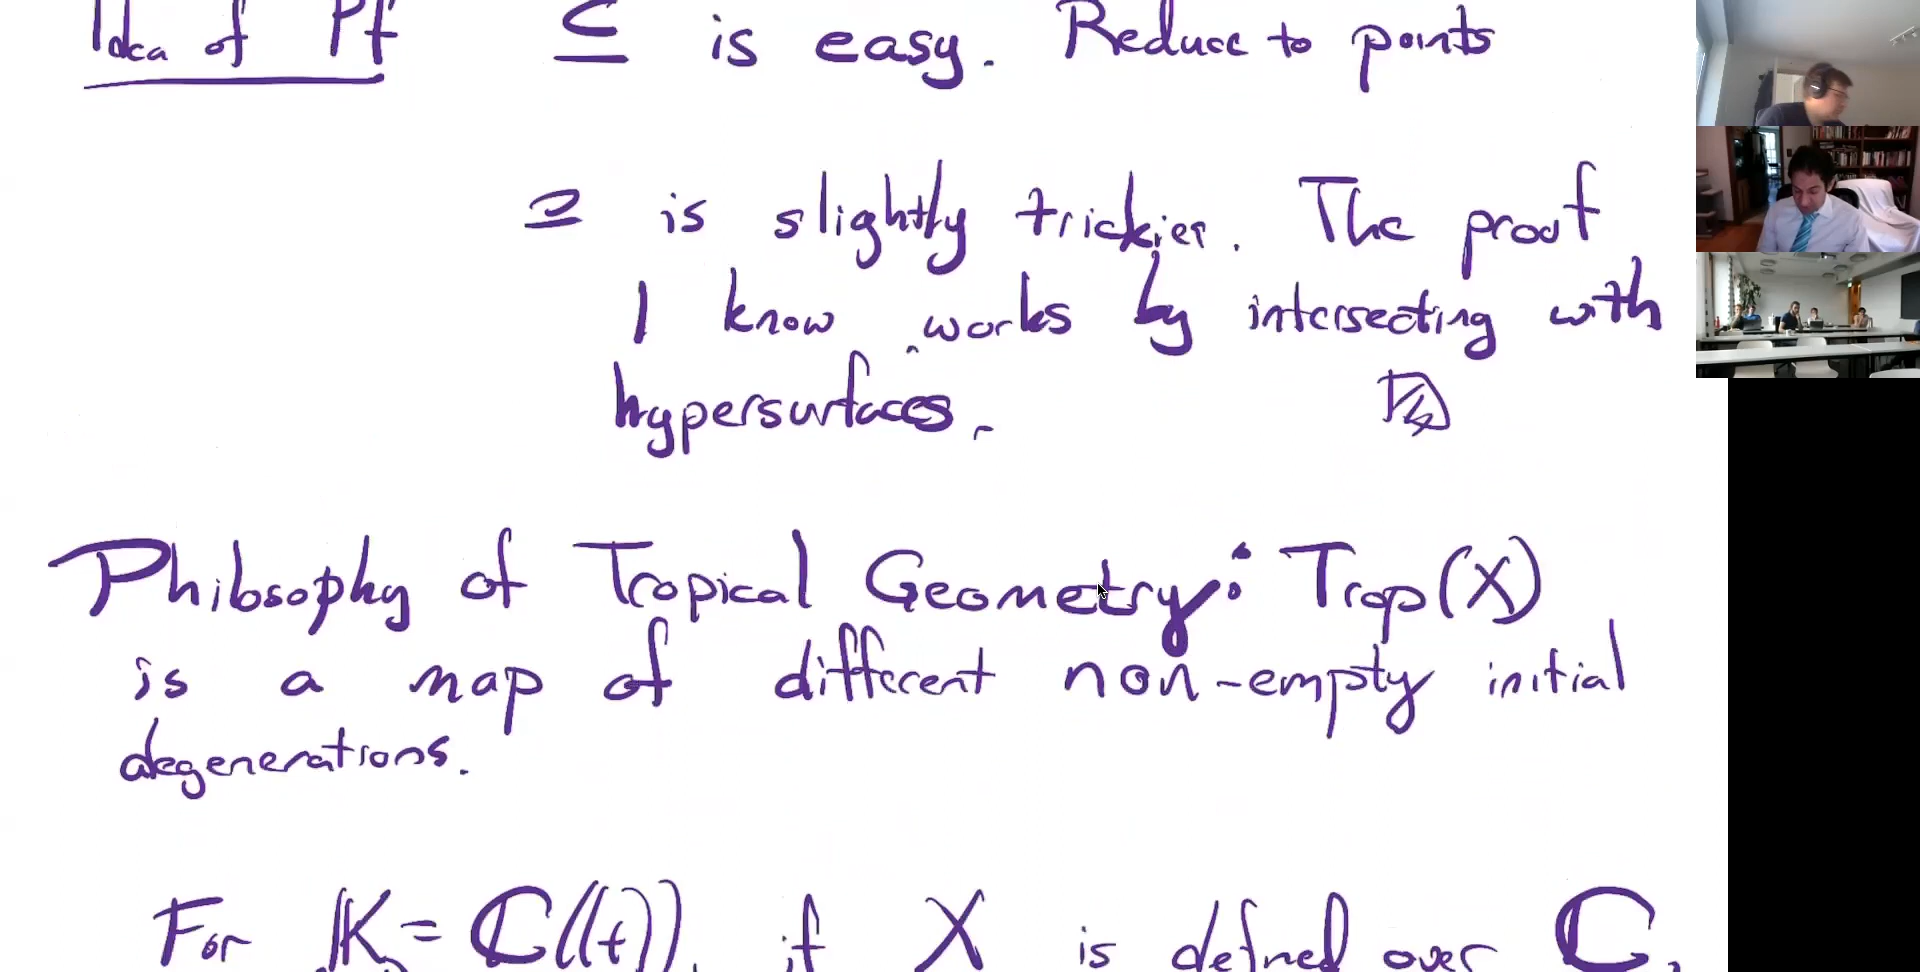 Idea of Pf ⊆ is easy. Reduce to points
⊇ is slightly trickier. The proof
I know works by intersecting with
hypersurfaces.
Philosophy of Tropical Geometry: Trop(X)
is a map of different non-empty initial
degenerations.
For K = C((t)), if X is defined over C,